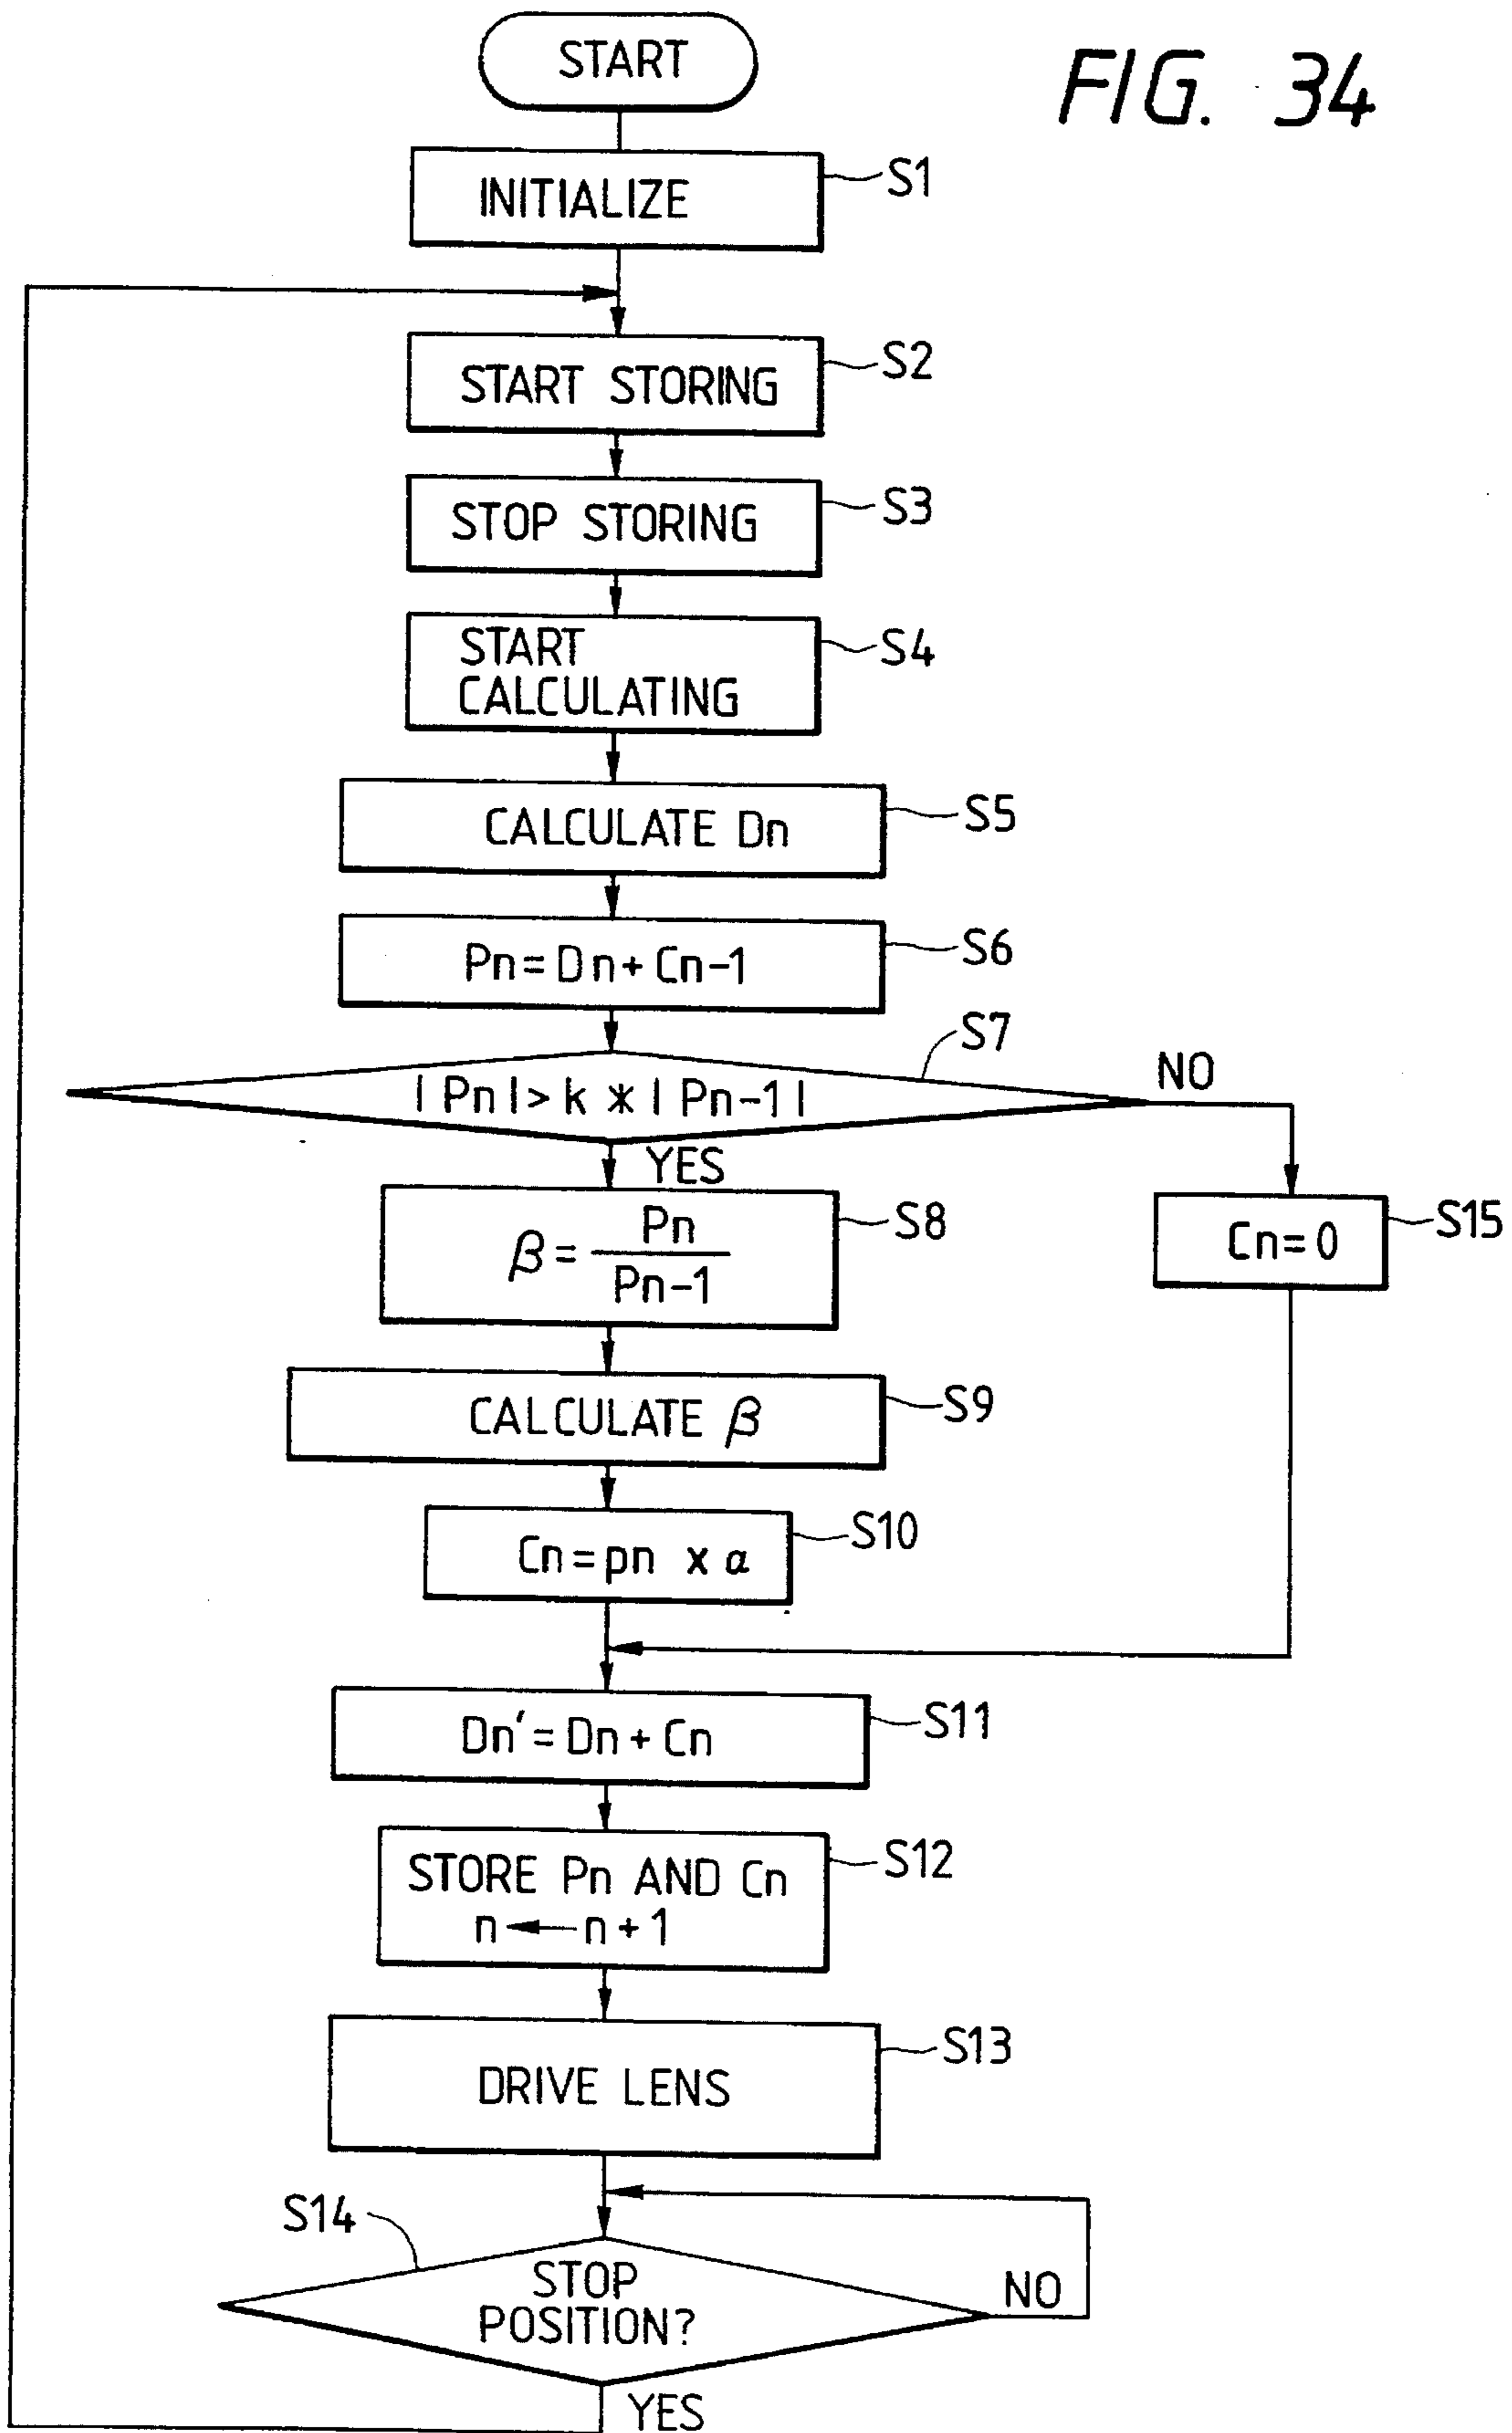 FIG. 34
START
INITIALIZE
S1
START STORING
S2
STOP STORING
S3
START
CALCULATING
S4
CALCULATE Dn
S5
Pn = Dn + Cn-1
S6
S7
| Pn | > k * | Pn-1 |
NO
YES
β = Pn / Pn-1
S8
Cn = 0
S15
CALCULATE β
S9
Cn = pn x α
S10
Dn' = Dn + Cn
S11
STORE Pn AND Cn
n ← n + 1
S12
DRIVE LENS
S13
S14
STOP
POSITION?
NO
YES